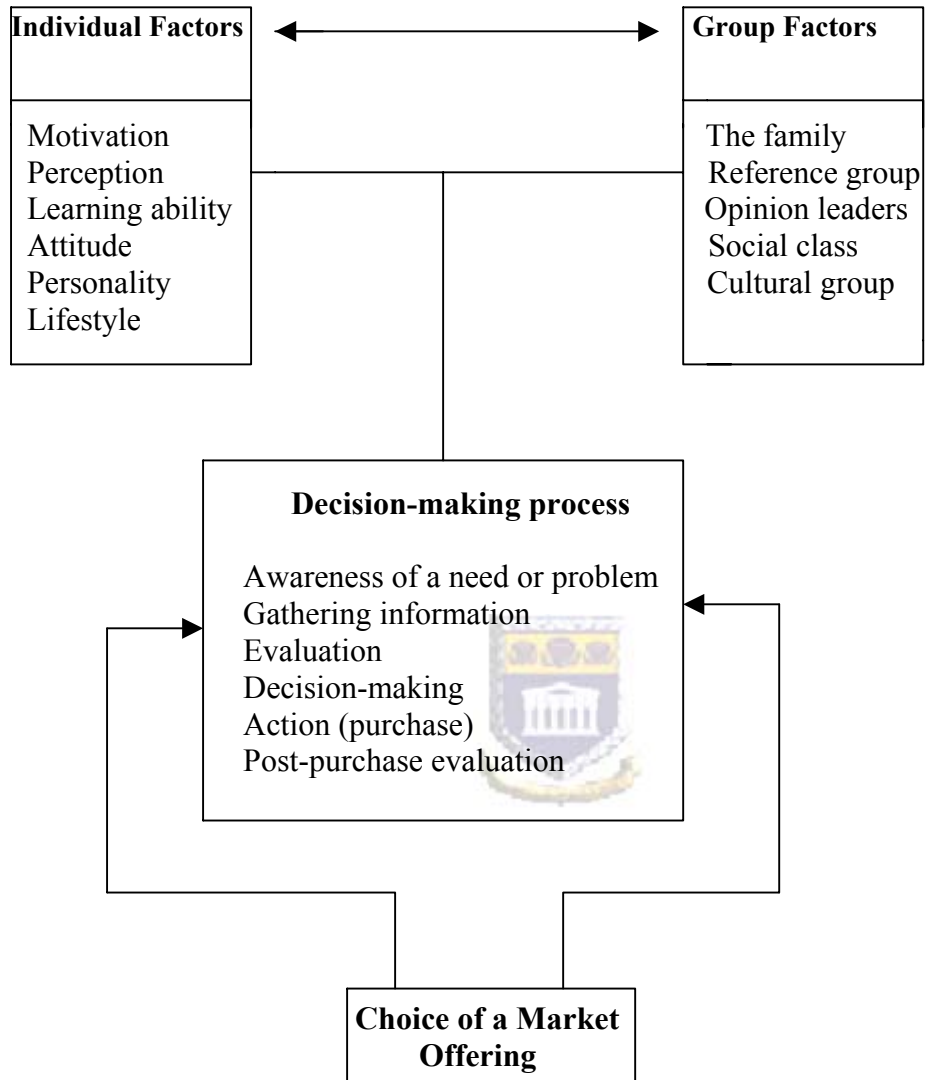 Individual Factors
Motivation
Perception
Learning ability
Attitude
Personality
Lifestyle
Group Factors
The family
Reference group
Opinion leaders
Social class
Cultural group
Decision-making process
Awareness of a need or problem
Gathering information
Evaluation
Decision-making
Action (purchase)
Post-purchase evaluation
Choice of a Market
Offering